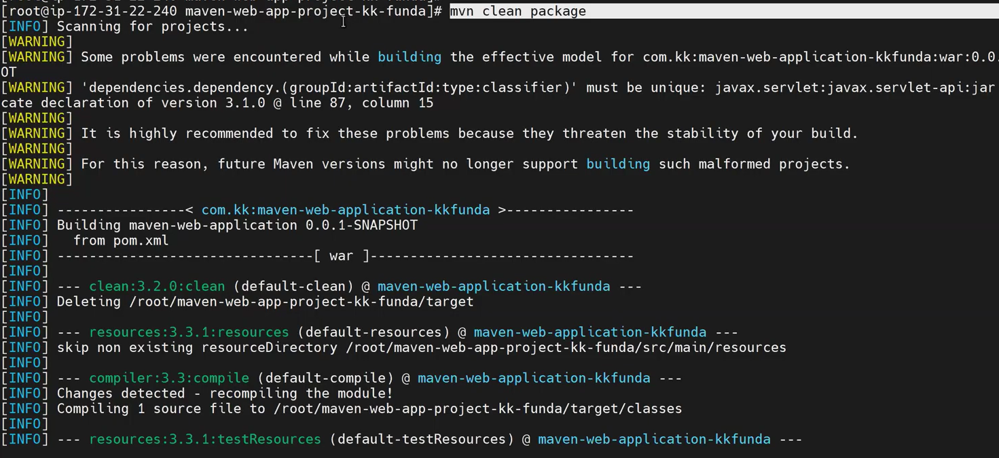 [root@ip-172-31-22-240 maven-web-app-project-kk-funda]# mvn clean package
[INFO] Scanning for projects...
[WARNING]
[WARNING] Some problems were encountered while building the effective model for com.kk:maven-web-application-kkfunda:war:0.0.
OT
[WARNING] 'dependencies.dependency.(groupId:artifactId:type:classifier)' must be unique: javax.servlet:javax.servlet-api:jar
cate declaration of version 3.1.0 @ line 87, column 15
[WARNING]
[WARNING] It is highly recommended to fix these problems because they threaten the stability of your build.
[WARNING]
[WARNING] For this reason, future Maven versions might no longer support building such malformed projects.
[WARNING]
[INFO]
[INFO] ----------------< com.kk:maven-web-application-kkfunda >----------------
[INFO] Building maven-web-application 0.0.1-SNAPSHOT
[INFO]   from pom.xml
[INFO] --------------------------------[ war ]---------------------------------
[INFO]
[INFO] --- clean:3.2.0:clean (default-clean) @ maven-web-application-kkfunda ---
[INFO] Deleting /root/maven-web-app-project-kk-funda/target
[INFO]
[INFO] --- resources:3.3.1:resources (default-resources) @ maven-web-application-kkfunda ---
[INFO] skip non existing resourceDirectory /root/maven-web-app-project-kk-funda/src/main/resources
[INFO]
[INFO] --- compiler:3.3:compile (default-compile) @ maven-web-application-kkfunda ---
[INFO] Changes detected - recompiling the module!
[INFO] Compiling 1 source file to /root/maven-web-app-project-kk-funda/target/classes
[INFO]
[INFO] --- resources:3.3.1:testResources (default-testResources) @ maven-web-application-kkfunda ---